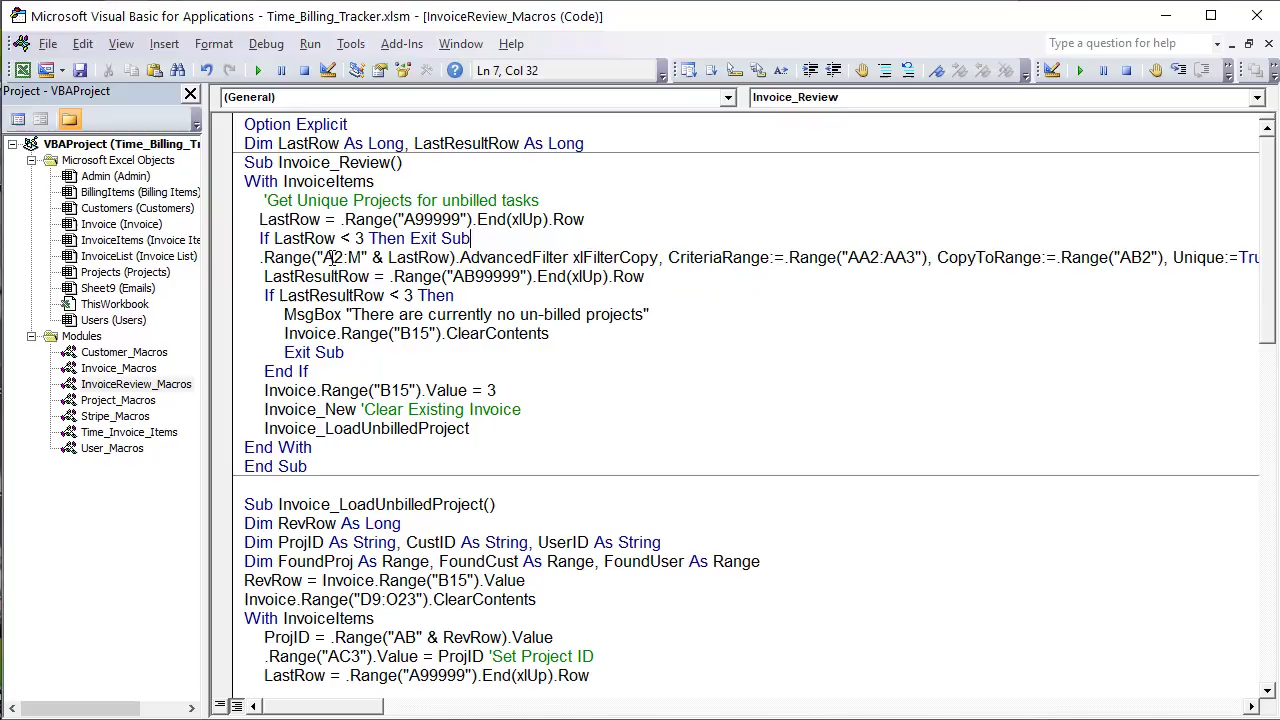 Microsoft Visual Basic for Applications - Time_Billing_Tracker.xlsm - [InvoiceReview_Macros (Code)]
File Edit View Insert Format Debug Run Tools Add-Ins Window Help
Type a question for help
Ln 7, Col 32
Project - VBAProject
(General)
Invoice_Review
VBAProject (Time_Billing_Tr
Microsoft Excel Objects
Admin (Admin)
BillingItems (Billing Items)
Customers (Customers)
Invoice (Invoice)
InvoiceItems (Invoice Ite
InvoiceList (Invoice List)
Projects (Projects)
Sheet9 (Emails)
ThisWorkbook
Users (Users)
Modules
Customer_Macros
Invoice_Macros
InvoiceReview_Macros
Project_Macros
Stripe_Macros
Time_Invoice_Items
User_Macros
Option Explicit
Dim LastRow As Long, LastResultRow As Long
Sub Invoice_Review()
With InvoiceItems
'Get Unique Projects for unbilled tasks
LastRow = .Range("A99999").End(xlUp).Row
If LastRow < 3 Then Exit Sub
.Range("A2:M" & LastRow).AdvancedFilter xlFilterCopy, CriteriaRange:=.Range("AA2:AA3"), CopyToRange:=.Range("AB2"), Unique:=Tru
LastResultRow = .Range("AB99999").End(xlUp).Row
If LastResultRow < 3 Then
MsgBox "There are currently no un-billed projects"
Invoice.Range("B15").ClearContents
Exit Sub
End If
Invoice.Range("B15").Value = 3
Invoice_New 'Clear Existing Invoice
Invoice_LoadUnbilledProject
End With
End Sub
Sub Invoice_LoadUnbilledProject()
Dim RevRow As Long
Dim ProjID As String, CustID As String, UserID As String
Dim FoundProj As Range, FoundCust As Range, FoundUser As Range
RevRow = Invoice.Range("B15").Value
Invoice.Range("D9:O23").ClearContents
With InvoiceItems
ProjID = .Range("AB" & RevRow).Value
.Range("AC3").Value = ProjID 'Set Project ID
LastRow = .Range("A99999").End(xlUp).Row